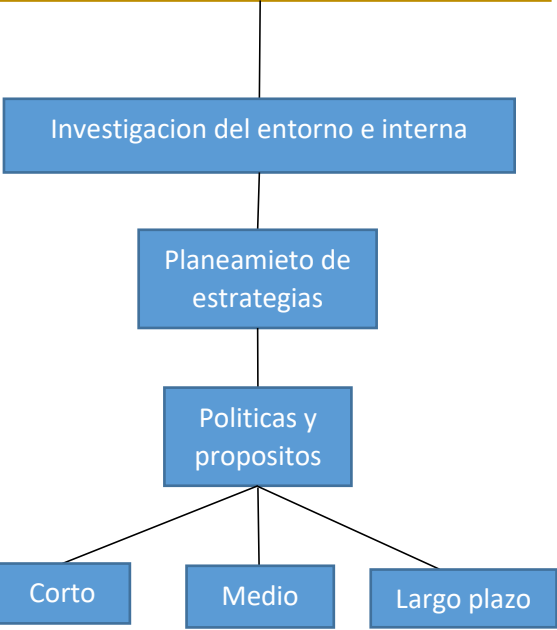 Investigacion del entorno e interna
Planeamieto de
estrategias
Politicas y
propositos
Corto
Medio
Largo plazo